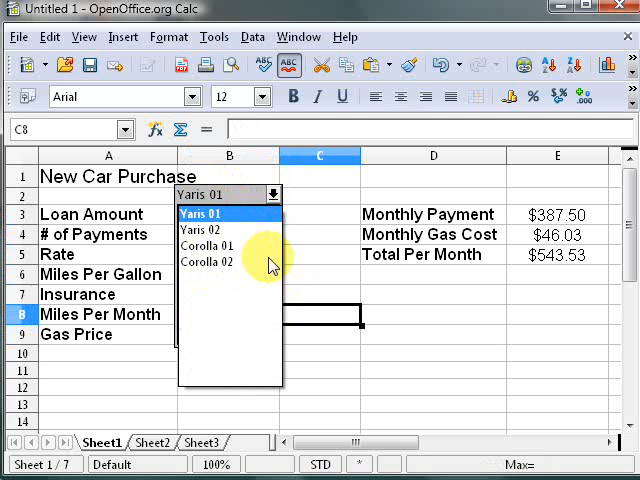 Untitled 1 - OpenOffice.org Calc
File Edit View Insert Format Tools Data Window Help
ABC ABC
Arial 12 B I U % $% .000
C8 fx Σ =
A B C D E
1 New Car Purchase
2 Yaris 01
3 Loan Amount Yaris 01 Monthly Payment $387.50
4 # of Payments Yaris 02 Monthly Gas Cost $46.03
5 Rate Corolla 01 Total Per Month $543.53
6 Miles Per Gallon Corolla 02
7 Insurance
8 Miles Per Month
9 Gas Price
10
11
12
13
14
Sheet1 Sheet2 Sheet3
Sheet 1 / 7 Default 100% STD * Max=